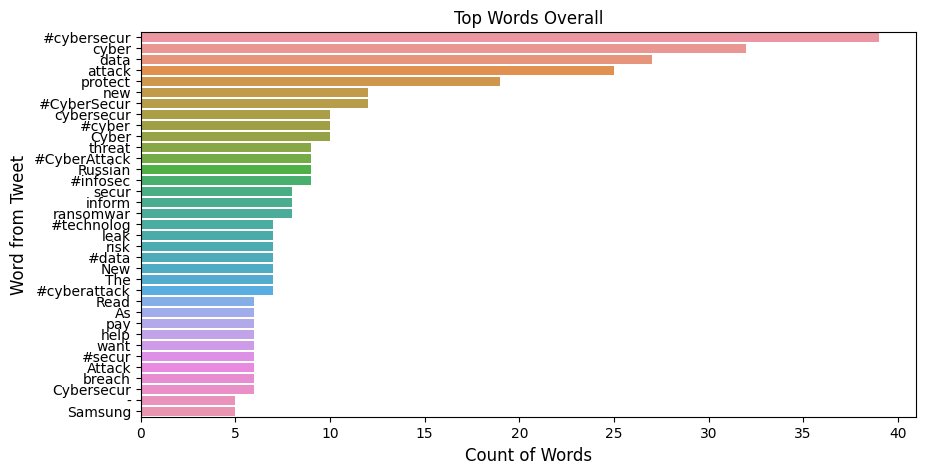 Top Words Overall
#cybersecur
cyber
data
attack
protect
new
#CyberSecur
cybersecur
#cyber
Cyber
threat
#CyberAttack
Russian
#infosec
secur
inform
ransomwar
#technolog
leak
risk
#data
New
The
#cyberattack
Read
As
pay
help
want
#secur
Attack
breach
Cybersecur
-
Samsung
Word from Tweet
0 5 10 15 20 25 30 35 40
Count of Words